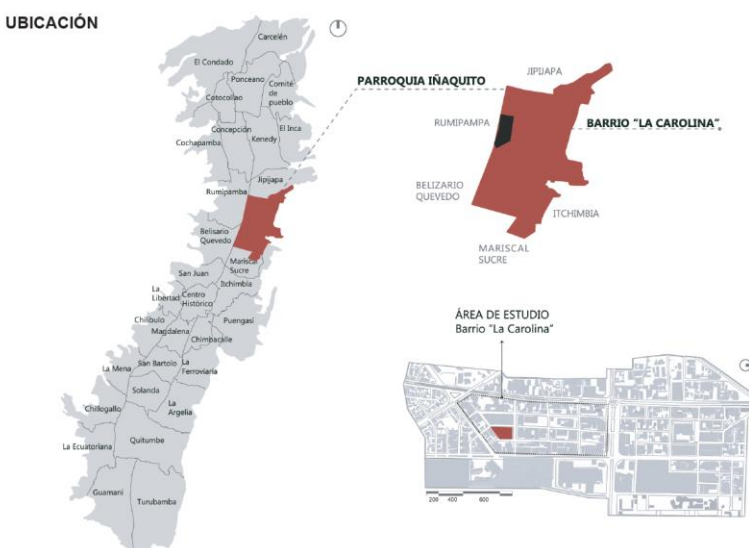 UBICACIÓN
Carcelén
El Condado
Ponceano
Comité
de
pueblo
Cotocollao
Concepción
El Inca
Kenedy
Cochapamba
Jipijapa
Rumipamba
Belisario
Quevedo
Mariscal
Sucre
Itchimbia
San Juan
La
Libertad
Centro
Histórico
Puengasí
Chilibulo
Magdalena
Chimbacalle
San Bartolo
La
Ferroviaría
La Mena
Solanda
La
Argelia
Chillogallo
Quitumbe
La Ecuatoriana
Guamaní
Turubamba
PARROQUIA IÑAQUITO
JIPIJAPA
RUMIPAMPA
BARRIO "LA CAROLINA"
BELIZARIO
QUEVEDO
ITCHIMBIA
MARISCAL
SUCRE
ÁREA DE ESTUDIO
Barrio "La Carolina"
200 400 600